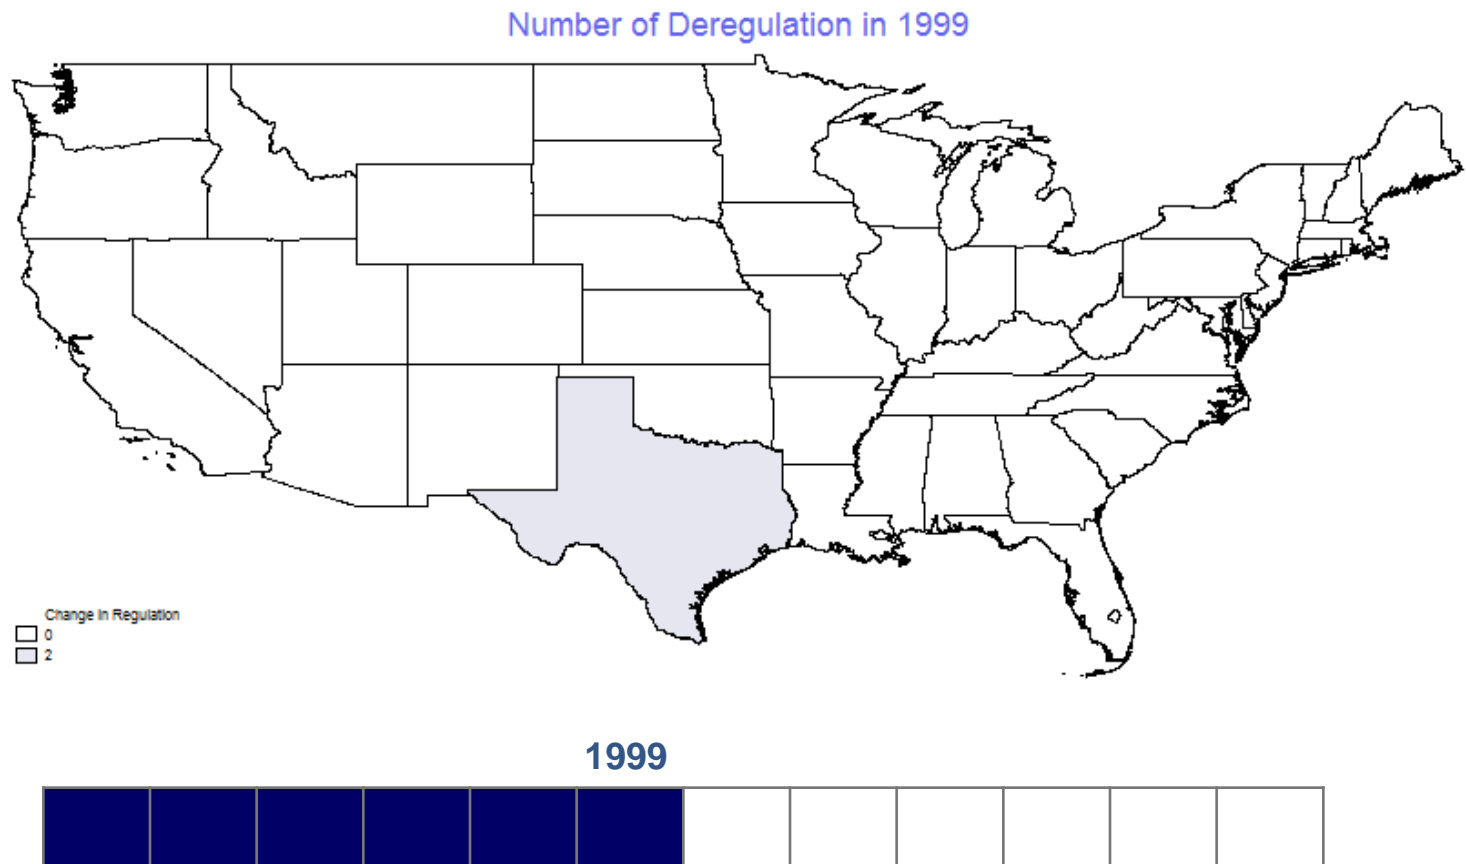 Number of Deregulation in 1999
Change in Regulation
0
2
1999